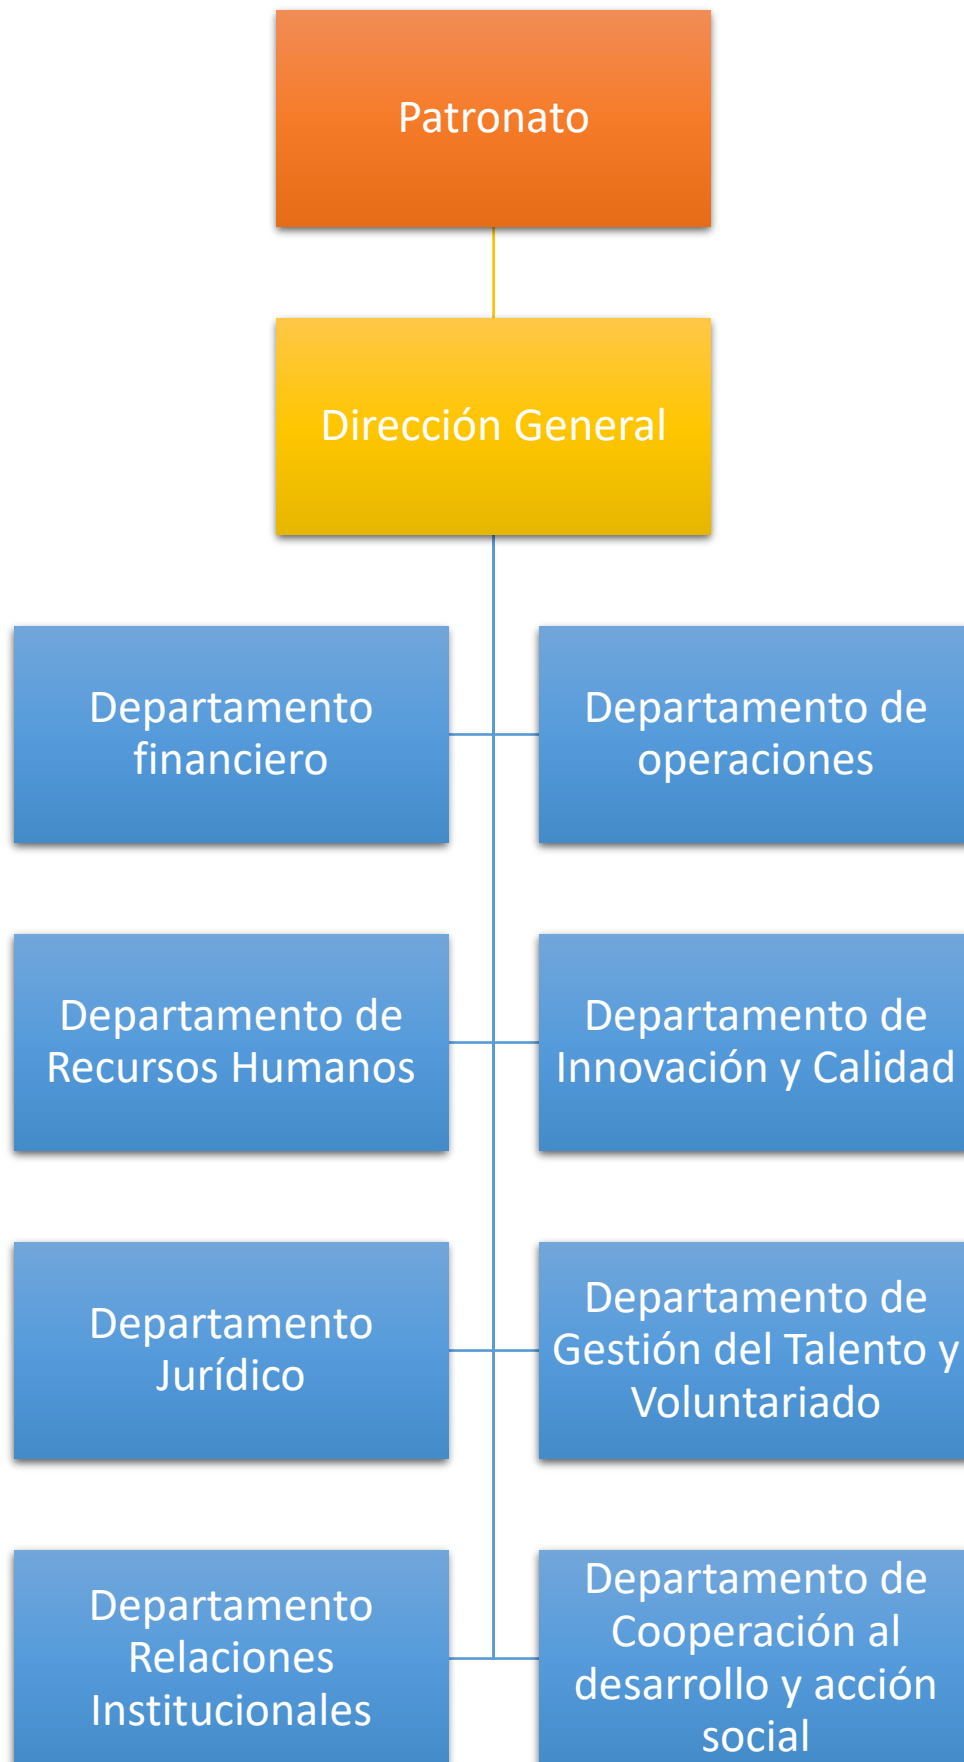 Patronato
Dirección General
Departamento
financiero
Departamento de
operaciones
Departamento de
Recursos Humanos
Departamento de
Innovación y Calidad
Departamento
Jurídico
Departamento de
Gestión del Talento y
Voluntariado
Departamento
Relaciones
Institucionales
Departamento de
Cooperación al
desarrollo y acción
social